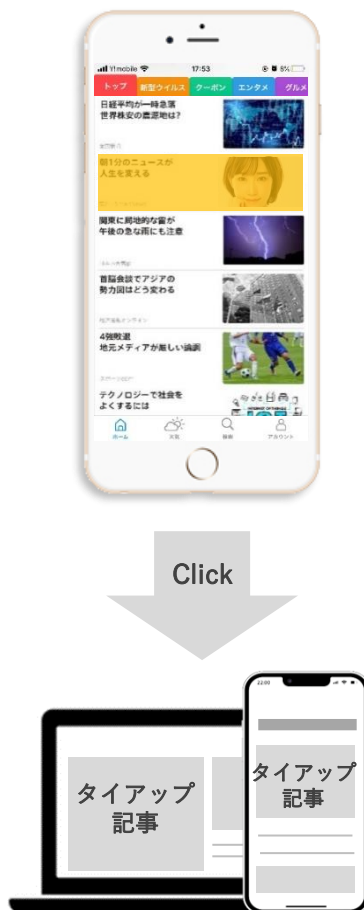 Y!mobile
17:53
8%
トップ
新型ウイルス
クーポン
エンタメ
グルメ
日経平均が一時急落
世界株安の震源地は?
朝1分のニュースが
人生を変える
関東に局地的な雷が
午後の急な雨にも注意
首脳会談でアジアの
勢力図はどう変わる
4強敗退
地元メディアが厳しい論調
テクノロジーで社会を
よくするには
ホーム
天気
検索
アカウント
Click
22:00
タイアップ
記事
タイアップ
記事